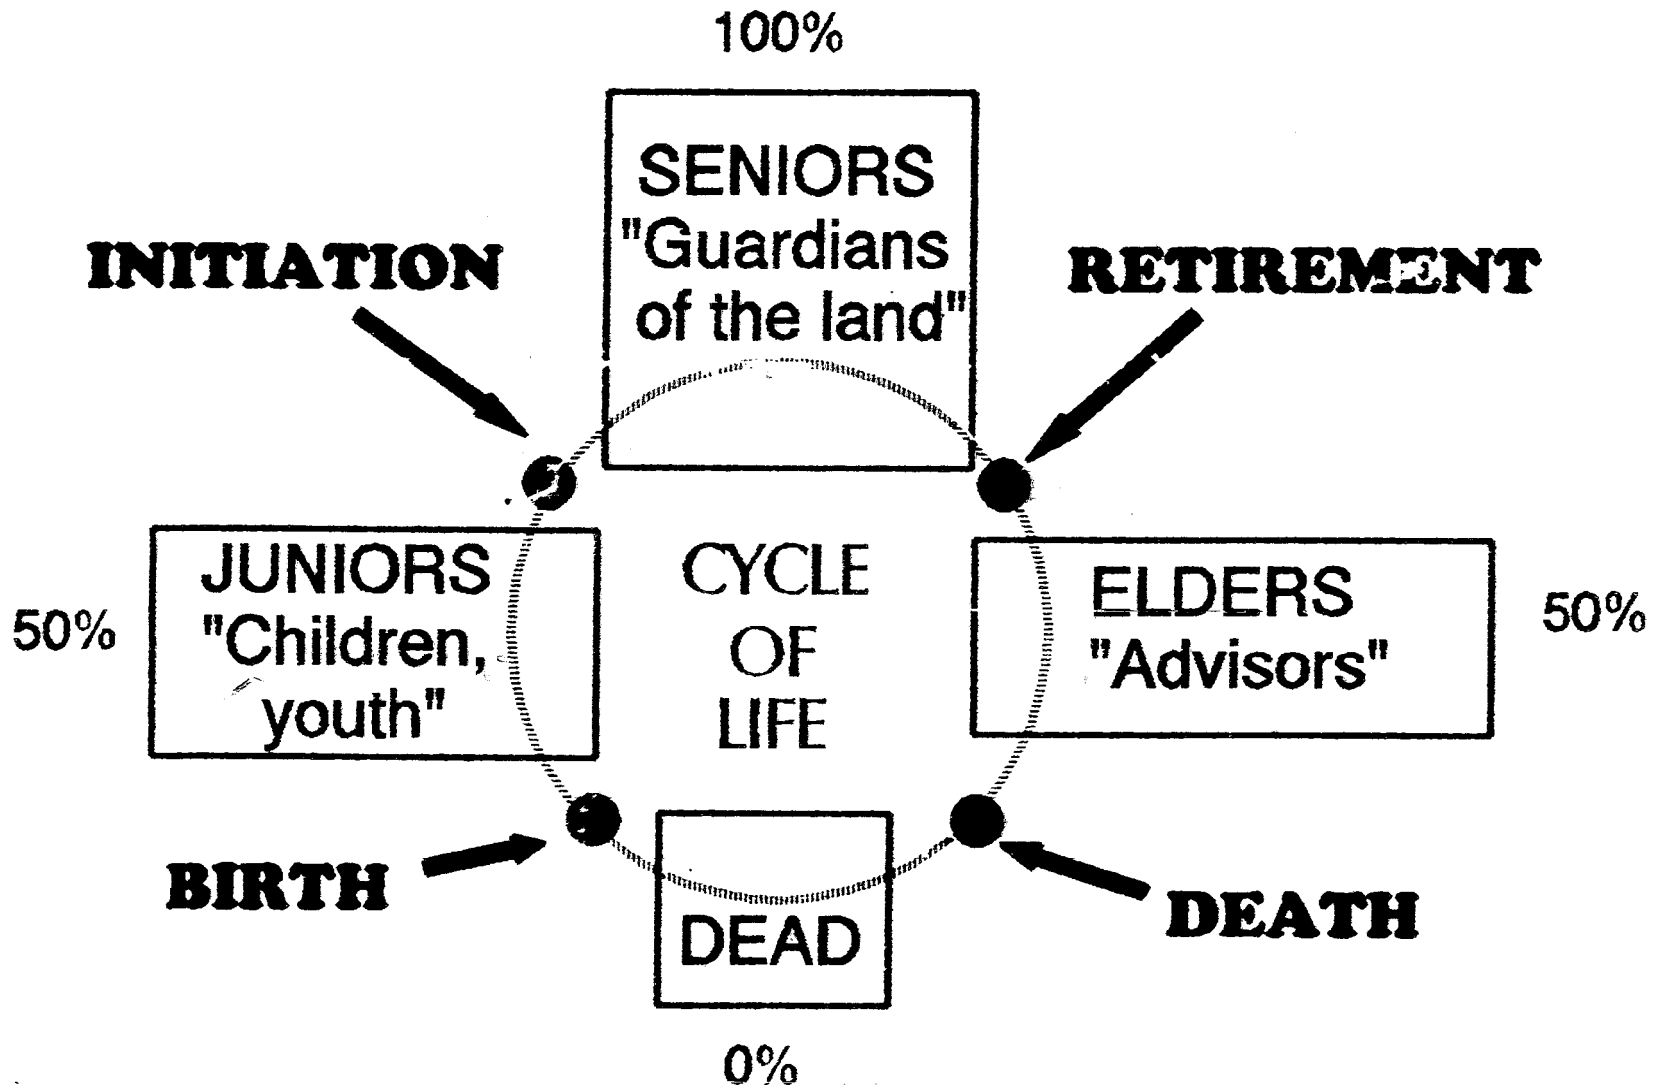 100%
SENIORS
"Guardians
of the land"
INITIATION
RETIREMENT
JUNIORS
"Children,
youth"
50%
CYCLE
OF
LIFE
ELDERS
"Advisors"
50%
BIRTH
DEATH
DEAD
0%